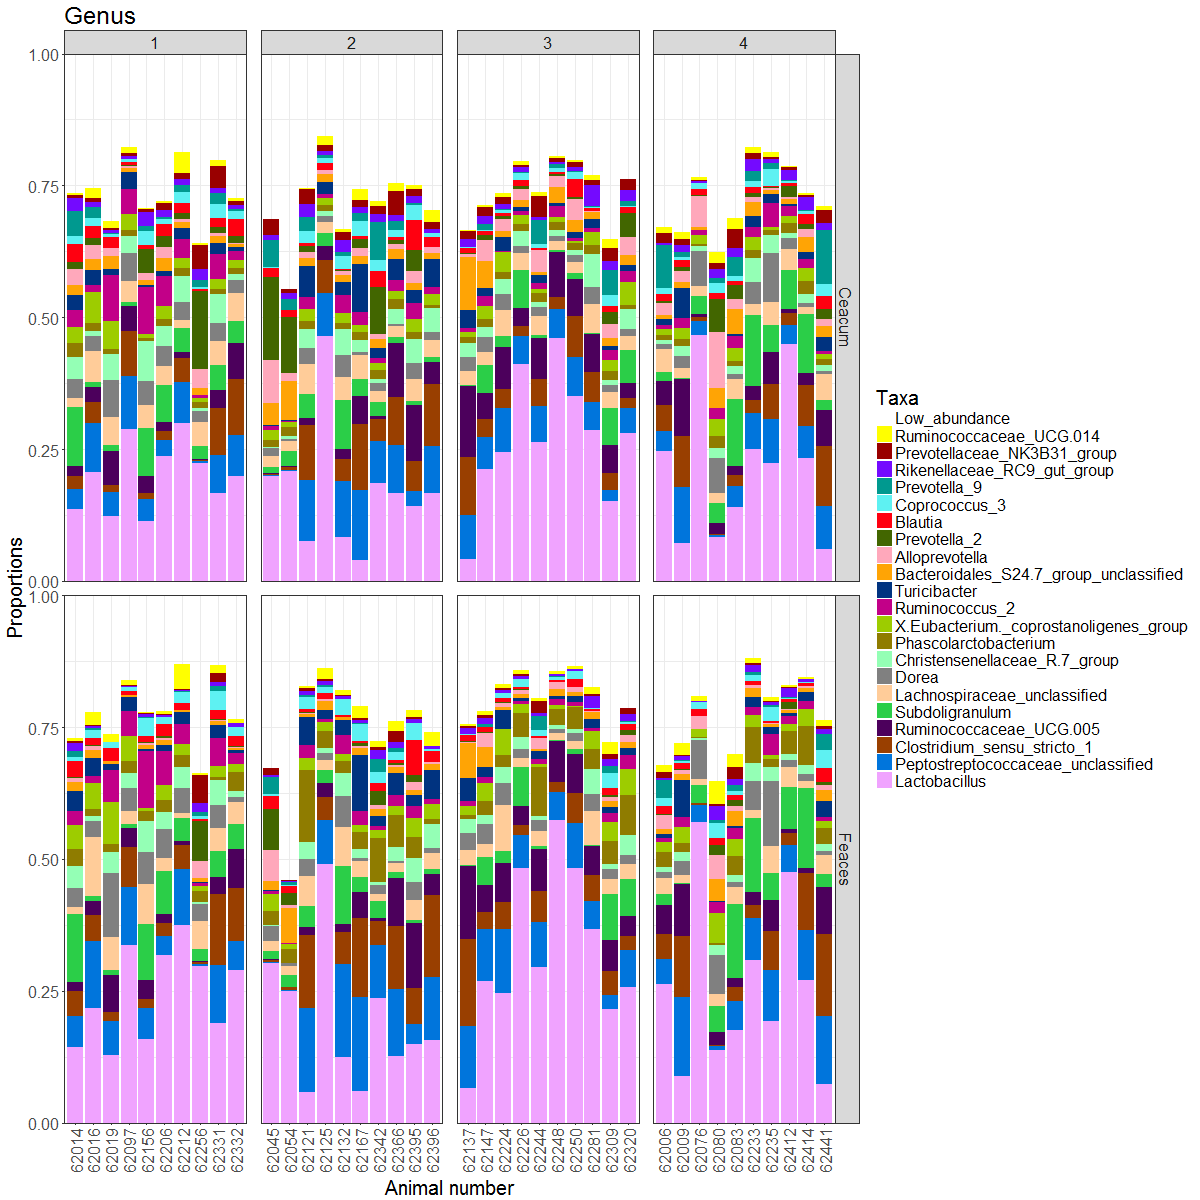 Genus
1 2 3 4
1.00
0.75
0.50
0.25
0.00
Ceacum
1.00
0.75
0.50
0.25
0.00
Feaces
Proportions
62014 62016 62019 62097 62156 62206 62212 62256 62331 62332 62045 62054 62121 62125 62132 62167 62342 62366 62395 62396 62137 62147 62224 62226 62244 62248 62250 62281 62309 62320 62006 62009 62076 62080 62083 62233 62235 62412 62414 62441
Animal number
Taxa
Low_abundance
Ruminococcaceae_UCG.014
Prevotellaceae_NK3B31_group
Rikenellaceae_RC9_gut_group
Prevotella_9
Coprococcus_3
Blautia
Prevotella_2
Alloprevotella
Bacteroidales_S24.7_group_unclassified
Turicibacter
Ruminococcus_2
X.Eubacterium._coprostanoligenes_group
Phascolarctobacterium
Christensenellaceae_R.7_group
Dorea
Lachnospiraceae_unclassified
Subdoligranulum
Ruminococcaceae_UCG.005
Clostridium_sensu_stricto_1
Peptostreptococcaceae_unclassified
Lactobacillus